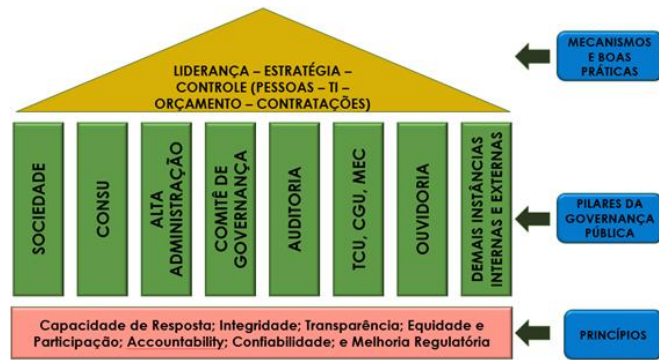 LIDERANÇA – ESTRATÉGIA –
CONTROLE (PESSOAS – TI –
ORÇAMENTO – CONTRATAÇÕES)
MECANISMOS
E BOAS
PRÁTICAS
SOCIEDADE
CONSU
ALTA
ADMINISTRAÇÃO
COMITÊ DE
GOVERNANÇA
AUDITORIA
TCU, CGU, MEC
OUVIDORIA
DEMAIS INSTÂNCIAS
INTERNAS E EXTERNAS
PILARES DA
GOVERNANÇA
PÚBLICA
Capacidade de Resposta; Integridade; Transparência; Equidade e
Participação; Accountability; Confiabilidade; e Melhoria Regulatória
PRINCÍPIOS